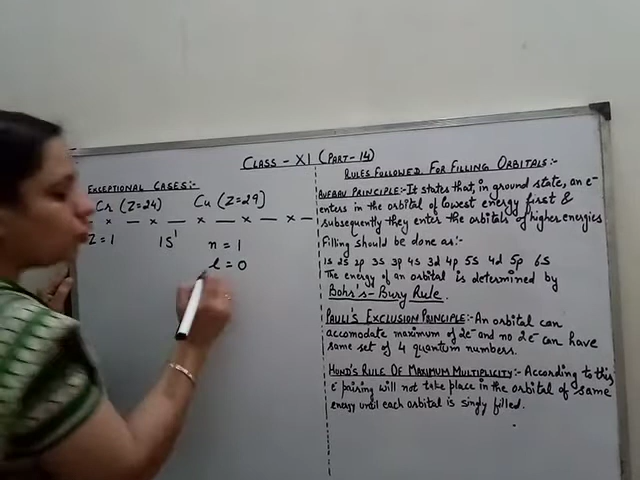 CLASS - XI (PART-14)
EXCEPTIONAL CASES:-
Cr (Z=24) Cu (Z=29)
Z = 1 1S¹ n = 1
l = 0
RULES FOLLOWED FOR FILLING ORBITALS:-
AUFBAU PRINCIPLE:- It states that, in ground state, an e⁻
enters in the orbital of lowest energy first &
subsequently they enter the orbitals of higher energies
Filling should be done as:-
1s 2s 2p 3s 3p 4s 3d 4p 5s 4d 5p 6s
The energy of an orbital is determined by
Bohr's-Bury Rule.
PAULI'S EXCLUSION PRINCIPLE:- An orbital can
accomodate maximum of 2e⁻ and no 2e⁻ can have
same set of 4 quantum numbers.
HUND'S RULE OF MAXIMUM MULTIPLICITY:- According to this
e⁻ pairing will not take place in the orbital of same
energy until each orbital is singly filled.